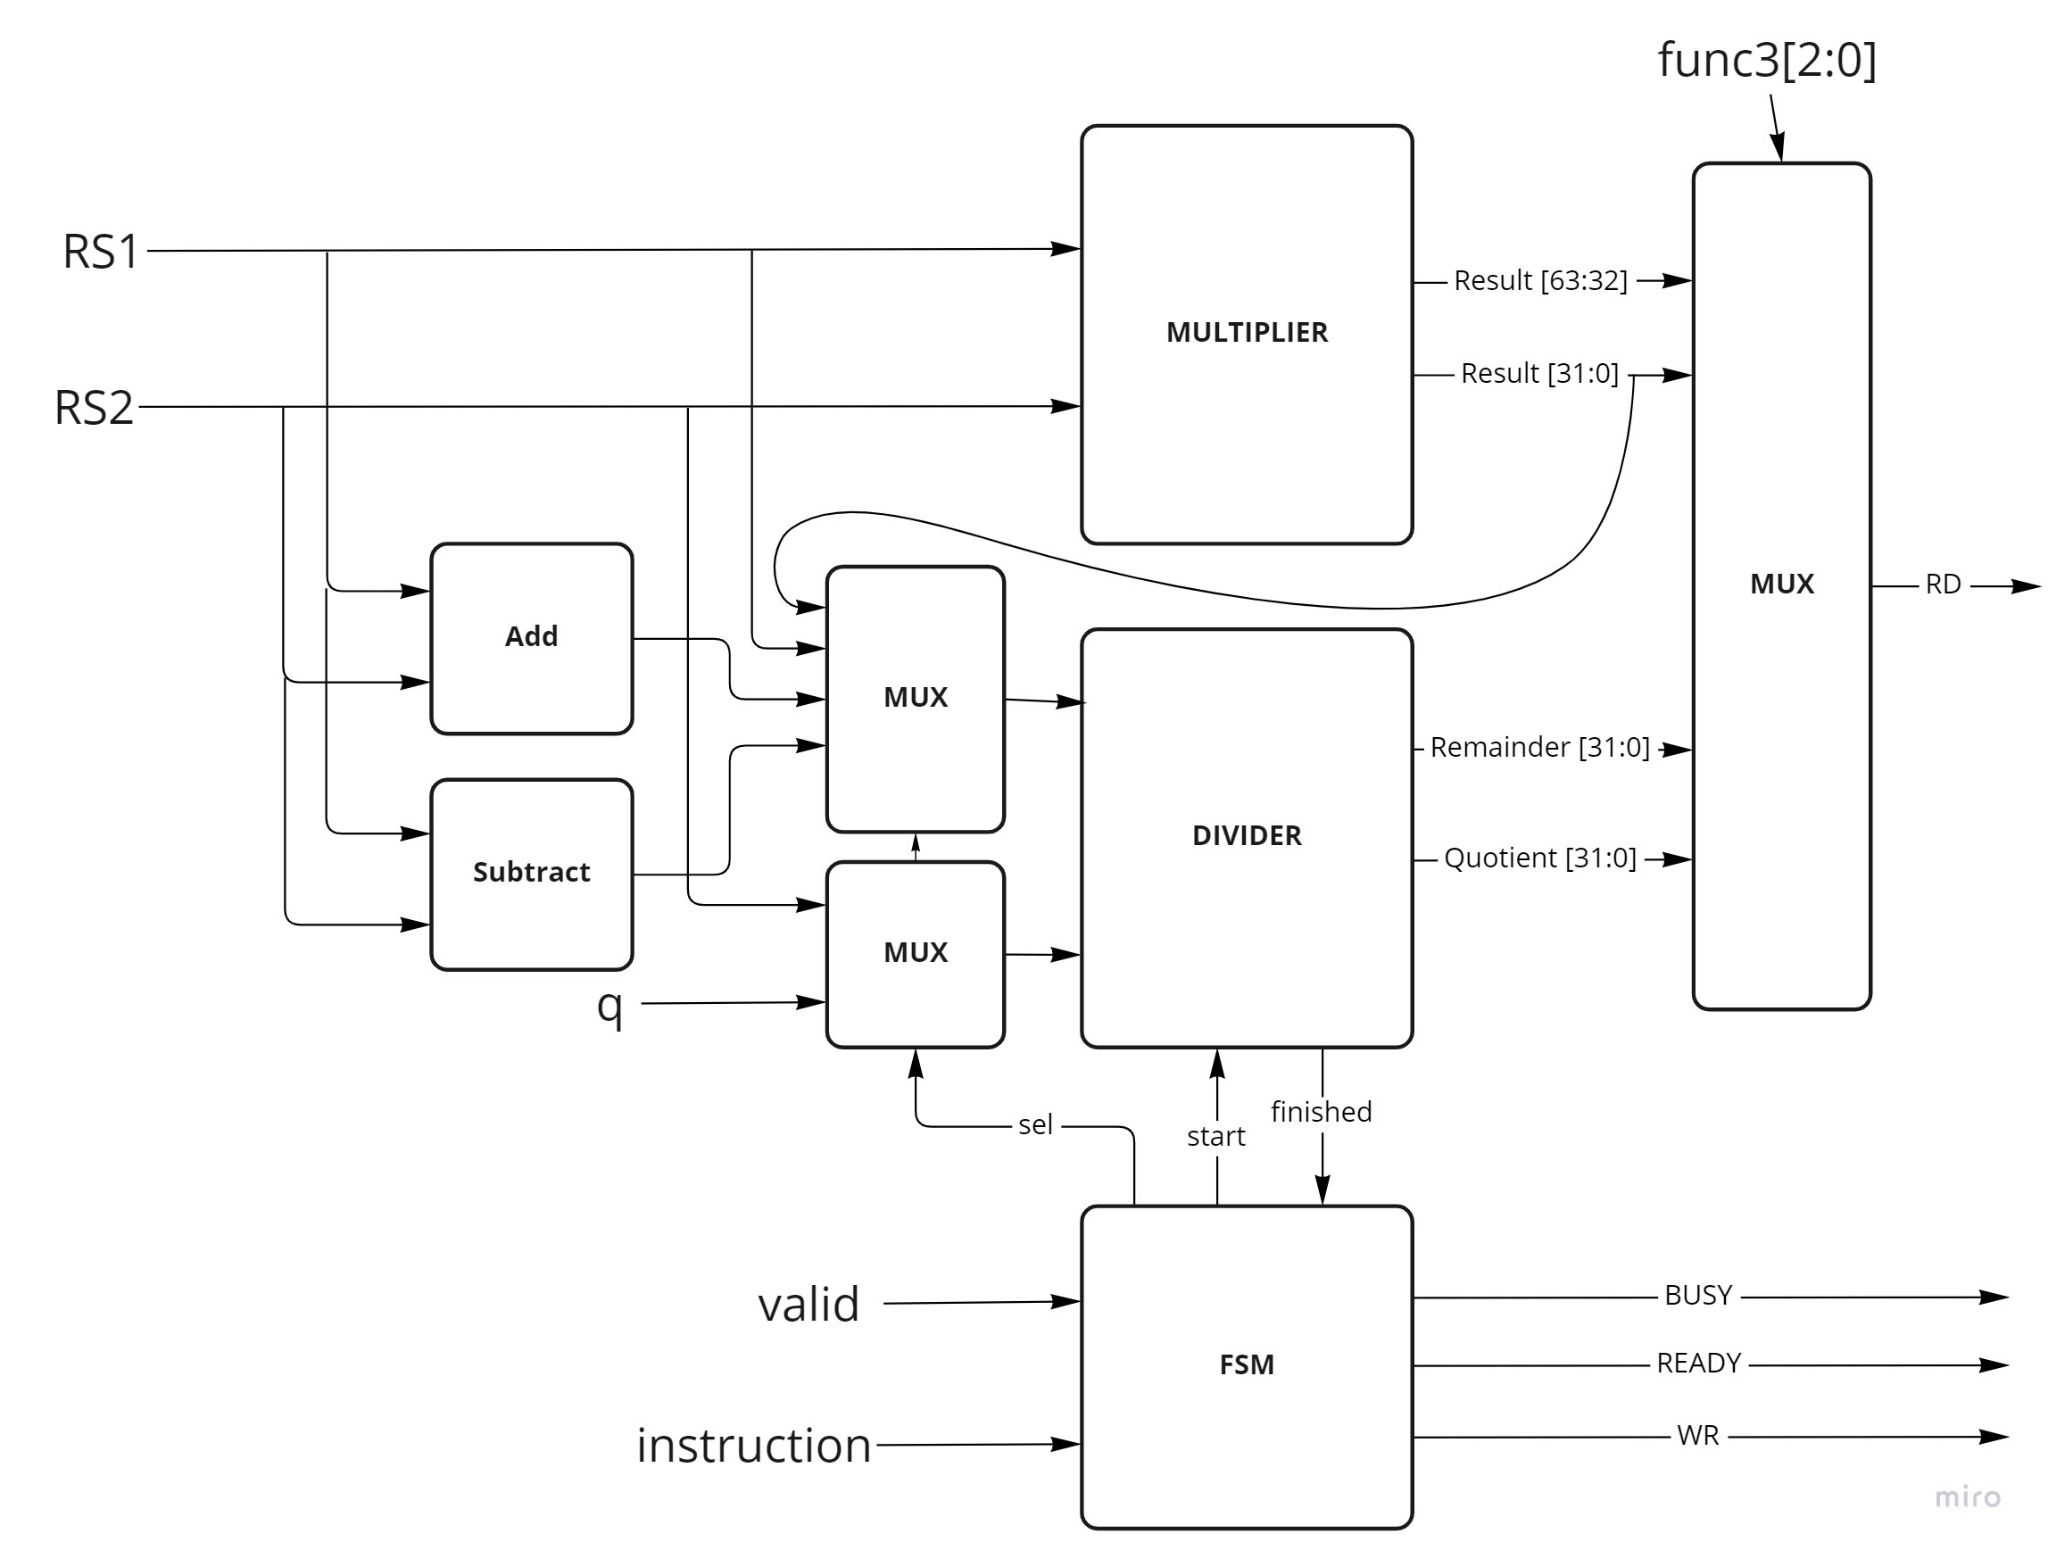 func3[2:0]
RS1
Result [63:32]
MULTIPLIER
Result [31:0]
RS2
MUX
RD
Add
MUX
Remainder [31:0]
DIVIDER
Quotient [31:0]
Subtract
MUX
q
finished
sel
start
BUSY
valid
READY
FSM
WR
instruction
miro